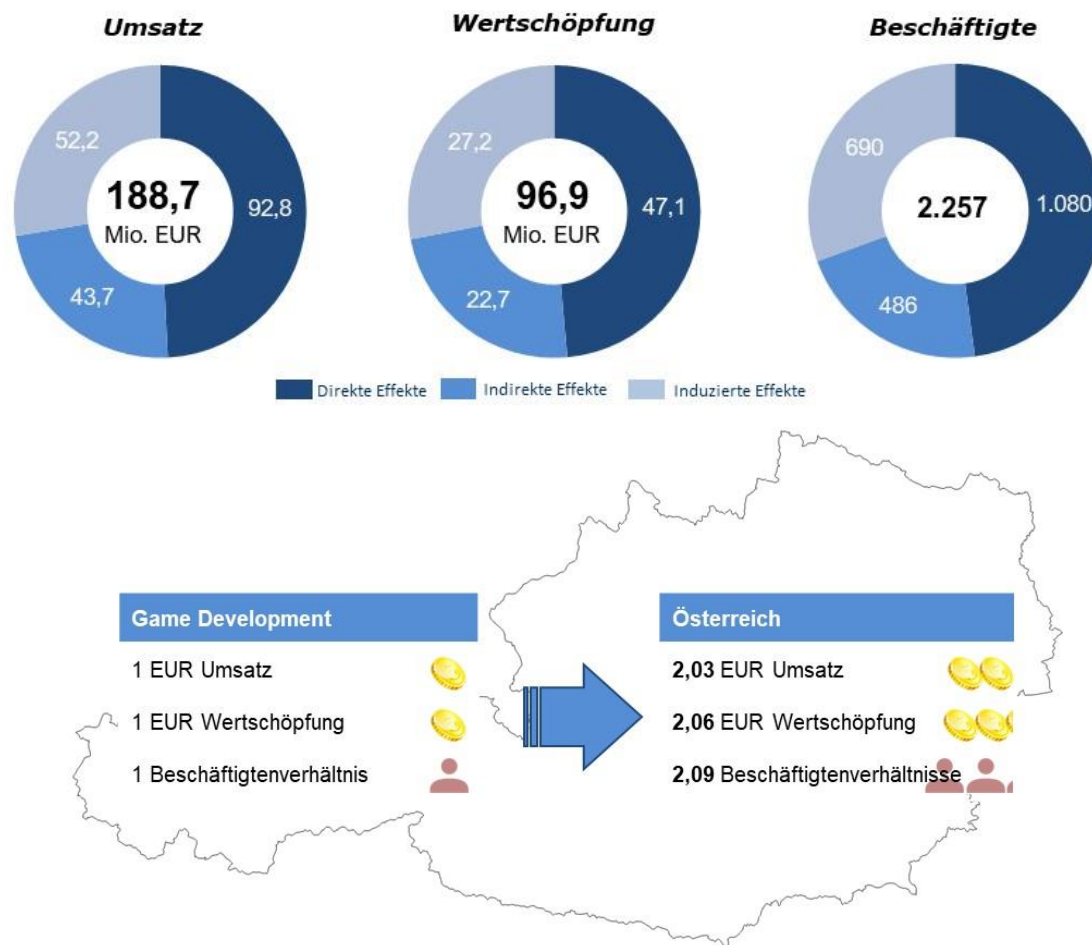 Umsatz
Wertschöpfung
Beschäftigte
52,2
188,7
Mio. EUR
92,8
43,7
27,2
96,9
Mio. EUR
47,1
22,7
690
2.257
1.080
486
Direkte Effekte
Indirekte Effekte
Induzierte Effekte
Game Development
1 EUR Umsatz
1 EUR Wertschöpfung
1 Beschäftigtenverhältnis
Österreich
2,03 EUR Umsatz
2,06 EUR Wertschöpfung
2,09 Beschäftigtenverhältnisse